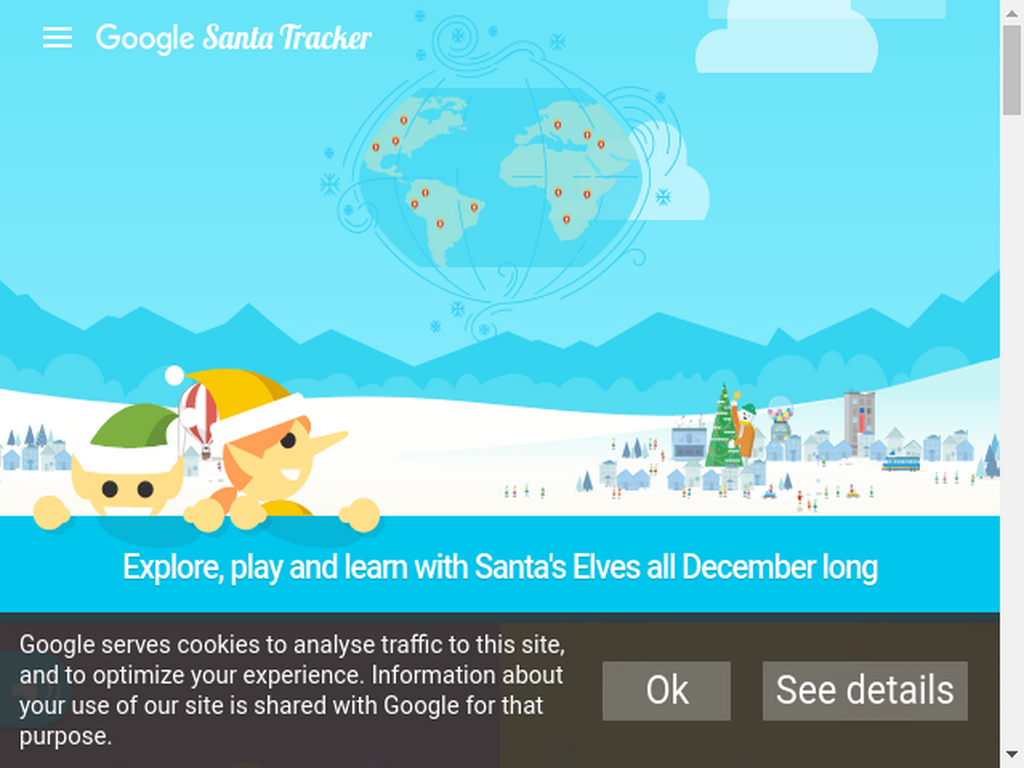 Google Santa Tracker
Explore, play and learn with Santa's Elves all December long
Google serves cookies to analyse traffic to this site,
and to optimize your experience. Information about
your use of our site is shared with Google for that
purpose.
Ok
See details